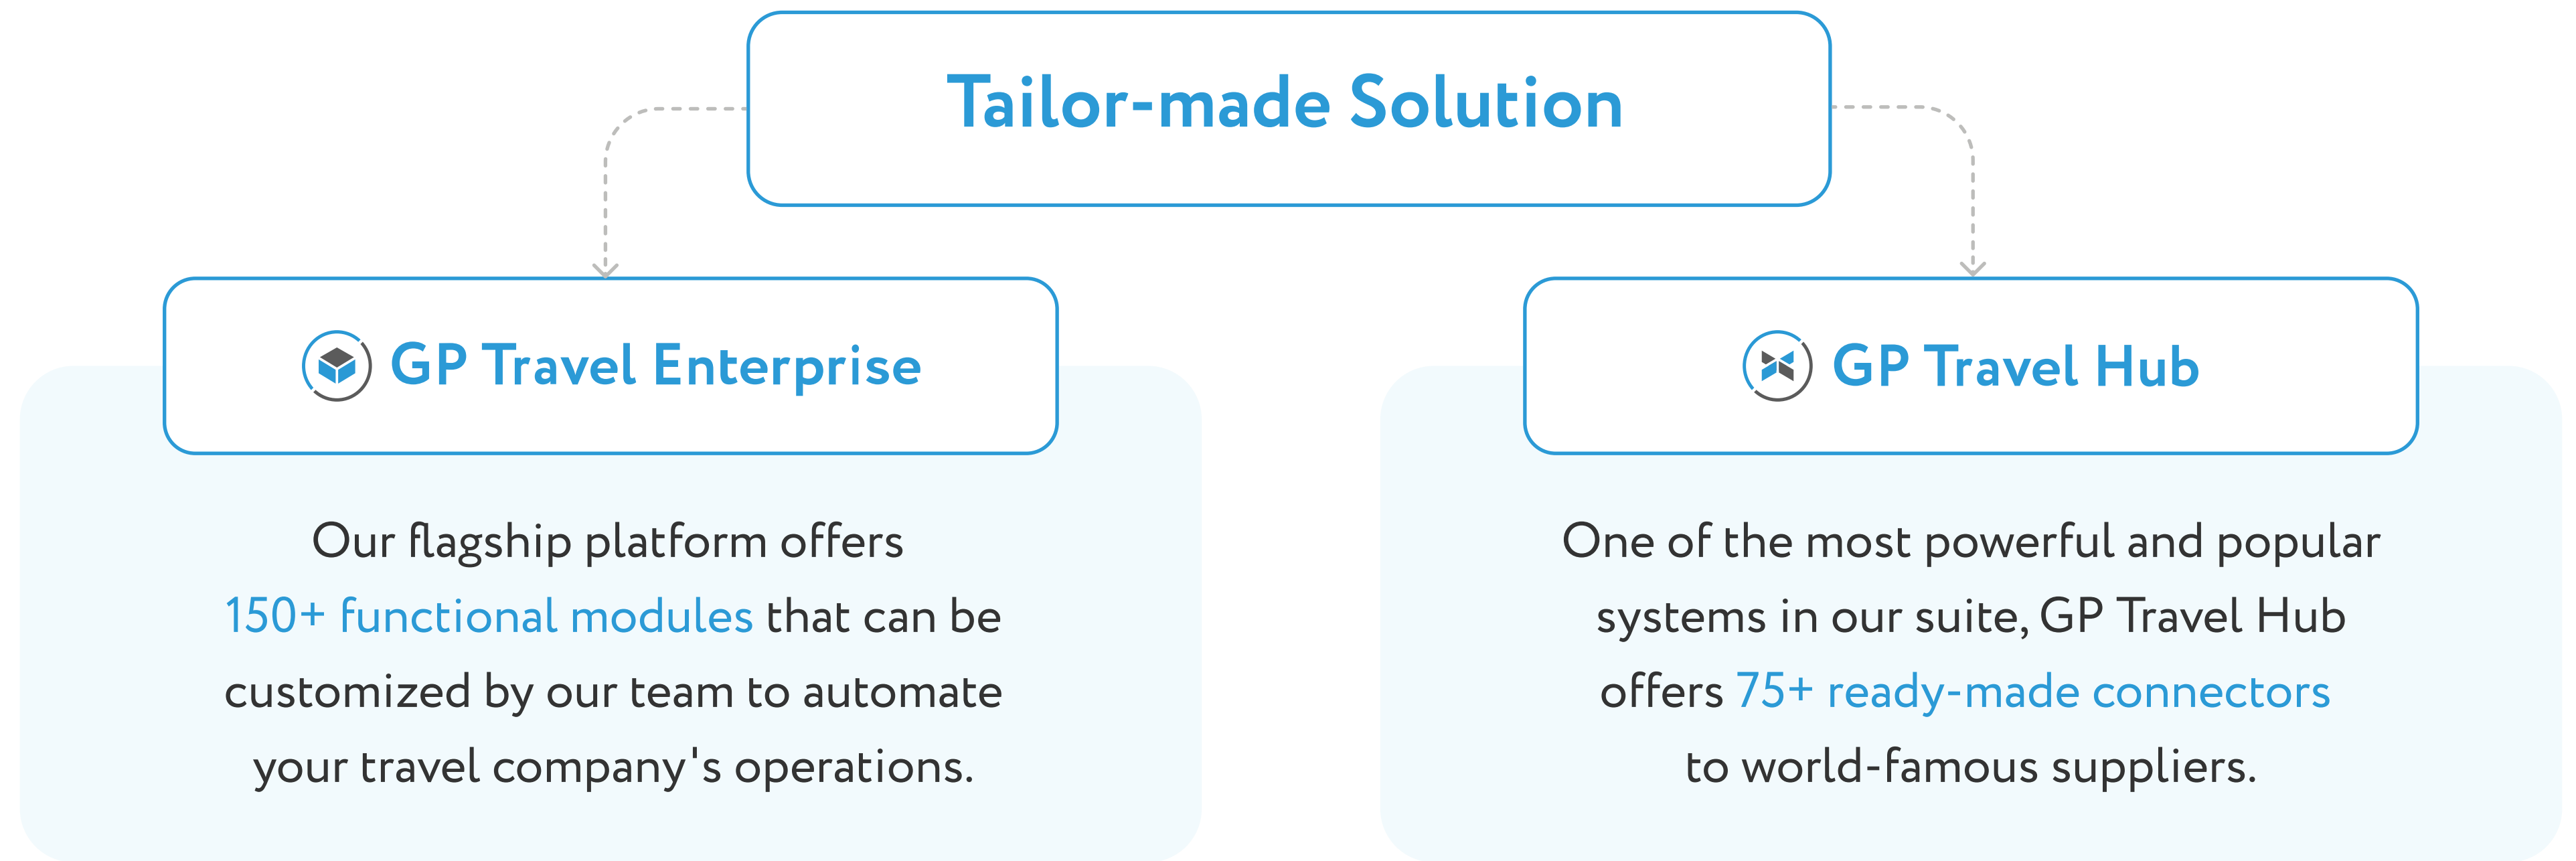 Tailor-made Solution
GP Travel Enterprise
Our flagship platform offers
150+ functional modules that can be
customized by our team to automate
your travel company's operations.
GP Travel Hub
One of the most powerful and popular
systems in our suite, GP Travel Hub
offers 75+ ready-made connectors
to world-famous suppliers.